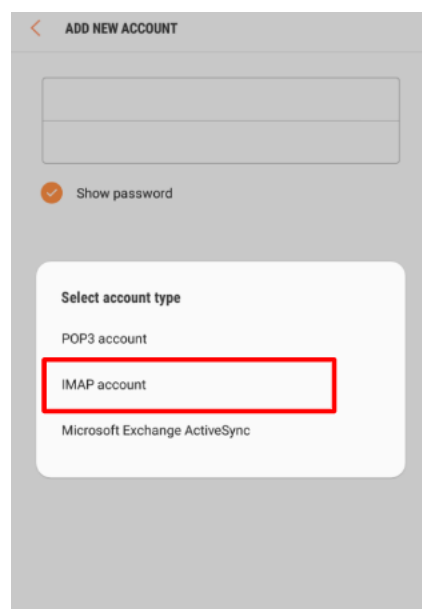 ADD NEW ACCOUNT
Show password
Select account type
POP3 account
IMAP account
Microsoft Exchange ActiveSync